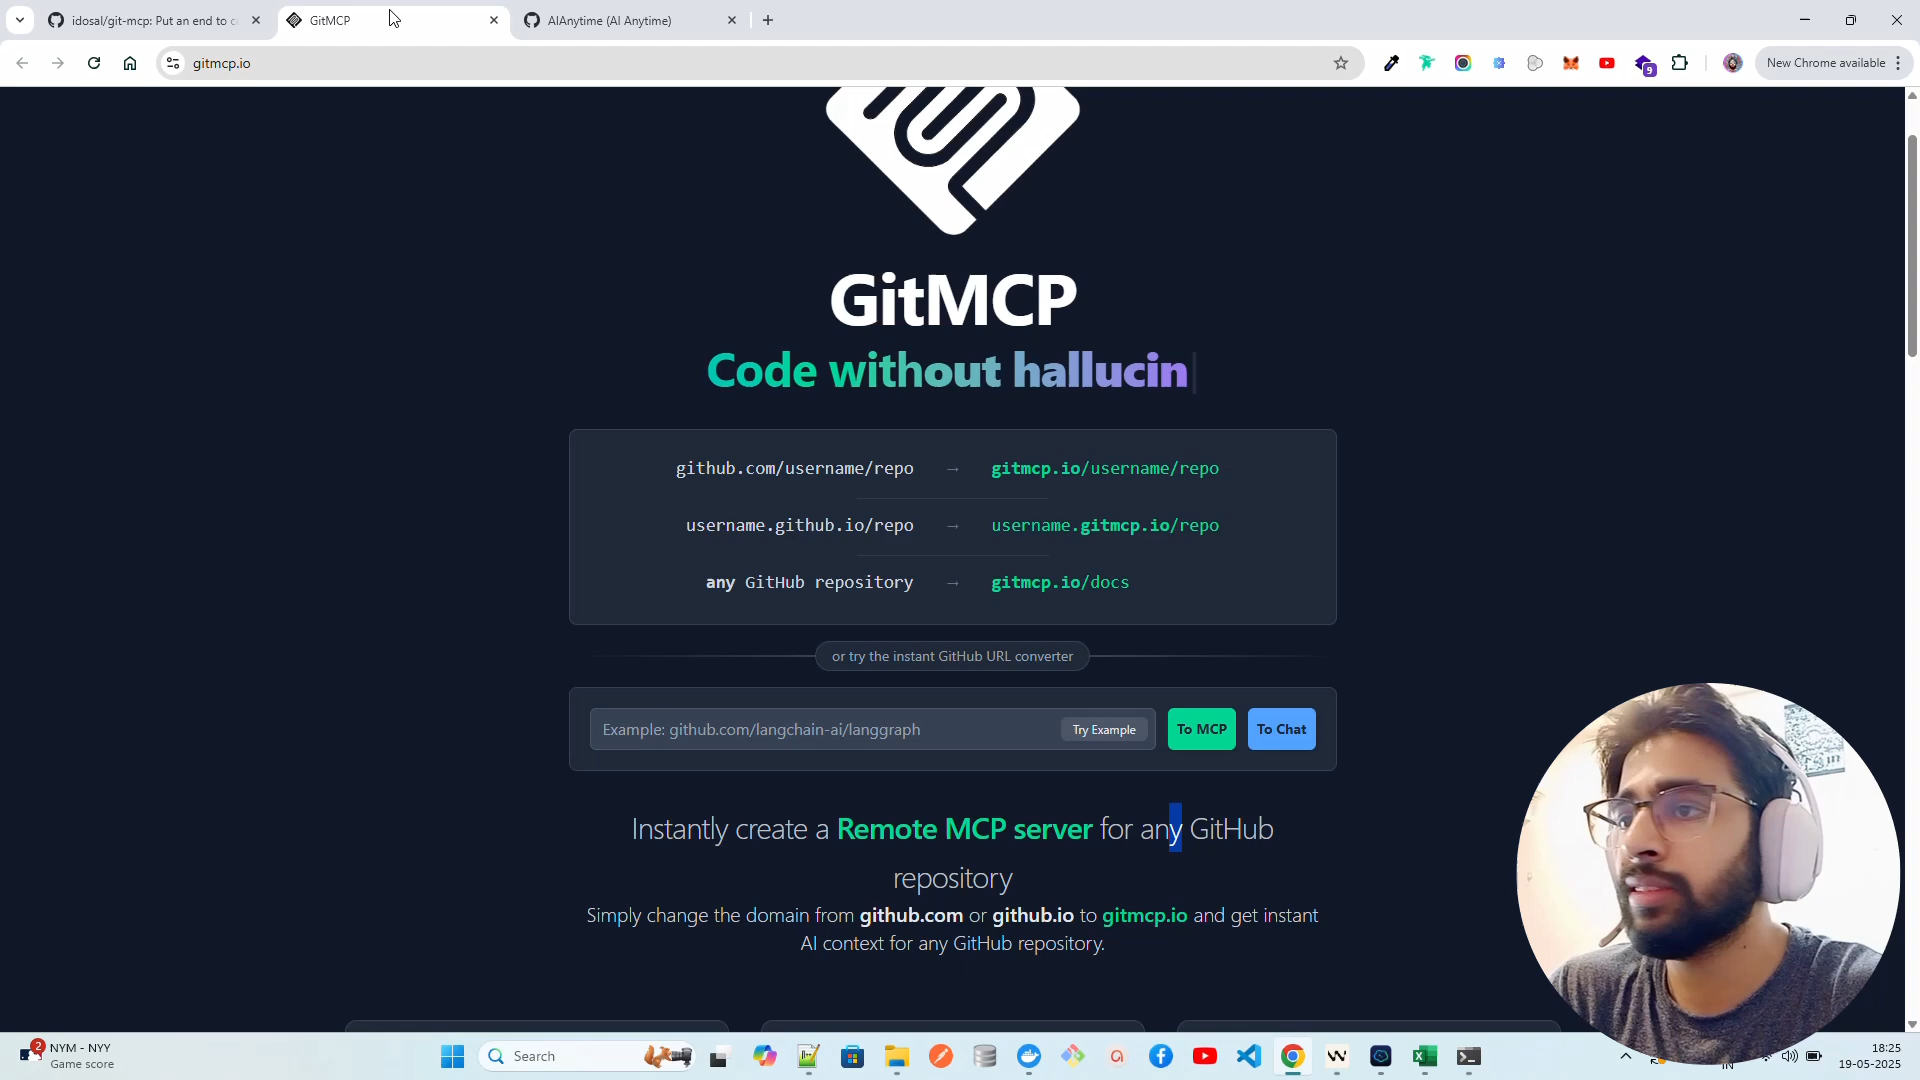 idosal/git-mcp: Put an end to c
GitMCP
AIAnytime (AI Anytime)
gitmcp.io
9
New Chrome available
GitMCP
Code without hallucin
github.com/username/repo → gitmcp.io/username/repo
username.github.io/repo → username.gitmcp.io/repo
any GitHub repository → gitmcp.io/docs
or try the instant GitHub URL converter
Example: github.com/langchain-ai/langgraph
Try Example
To MCP
To Chat
Instantly create a Remote MCP server for any GitHub
repository
Simply change the domain from github.com or github.io to gitmcp.io and get instant
AI context for any GitHub repository.
2
NYM - NYY
Game score
Search
IN
18:25
19-05-2025